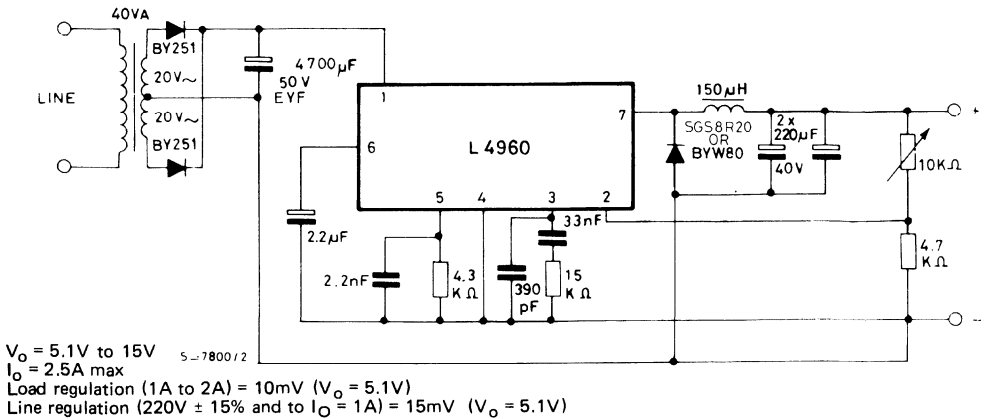 40VA
BY251
4700µF
50V
EYF
20V~
LINE
20V~
BY251
1
7
150µH
SGS8R20
OR
BYW80
2x
220µF
40V
+
10KΩ
6
L4960
5
4
3
2
2.2µF
33nF
2.2nF
4.3
KΩ
390
pF
15
KΩ
4.7
KΩ
–
Vo = 5.1V to 15V
S-7800/2
Io = 2.5A max
Load regulation (1A to 2A) = 10mV (Vo = 5.1V)
Line regulation (220V ± 15% and to Io = 1A) = 15mV (Vo = 5.1V)